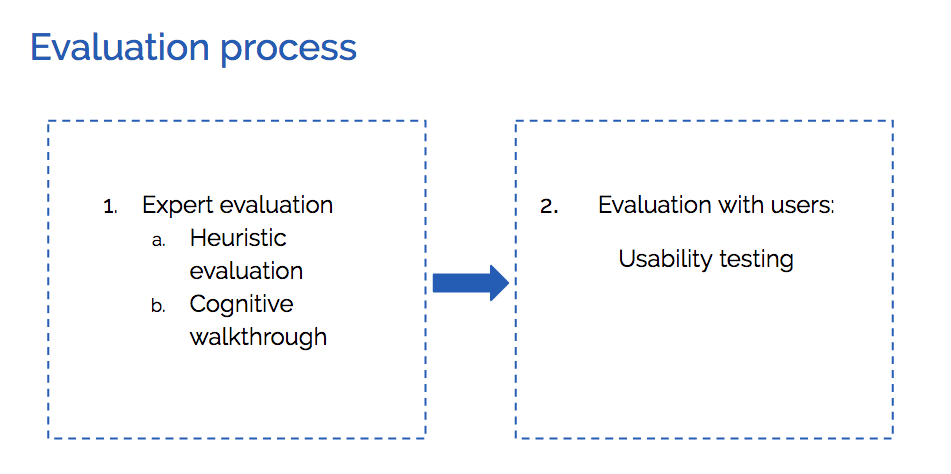 Evaluation process
1. Expert evaluation
a. Heuristic
evaluation
b. Cognitive
walkthrough
2. Evaluation with users:
Usability testing